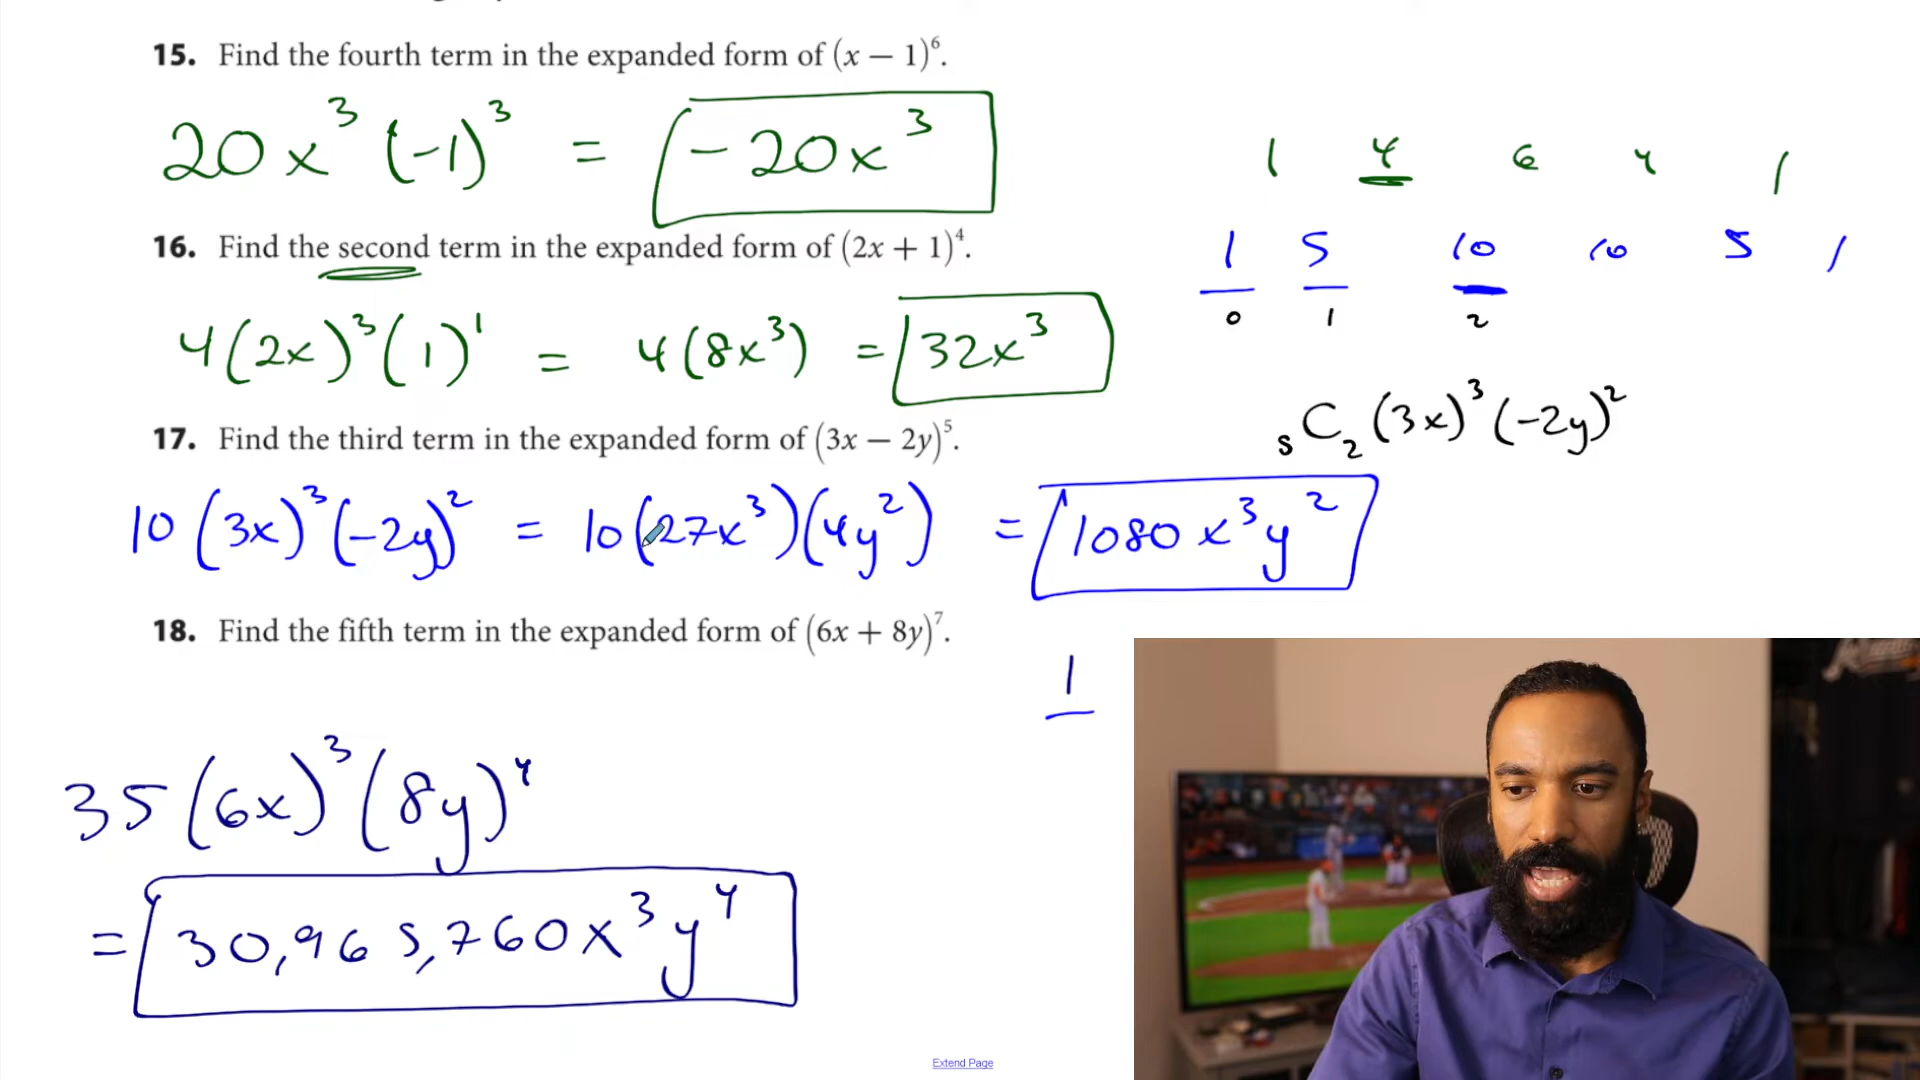 15. Find the fourth term in the expanded form of (x − 1)⁶.
20x³ (-1)³ = -20x³
1 4 6 4 1
16. Find the second term in the expanded form of (2x + 1)⁴.
1 5 10 10 5 1
0 1 2
4(2x)³(1)¹ = 4(8x³) = 32x³
₅C₂(3x)³(-2y)²
17. Find the third term in the expanded form of (3x − 2y)⁵.
10(3x)³(-2y)² = 10(27x³)(4y²) = 1080x³y²
18. Find the fifth term in the expanded form of (6x + 8y)⁷.
1
35(6x)³(8y)⁴
= 30,965,760x³y⁴
Extend Page